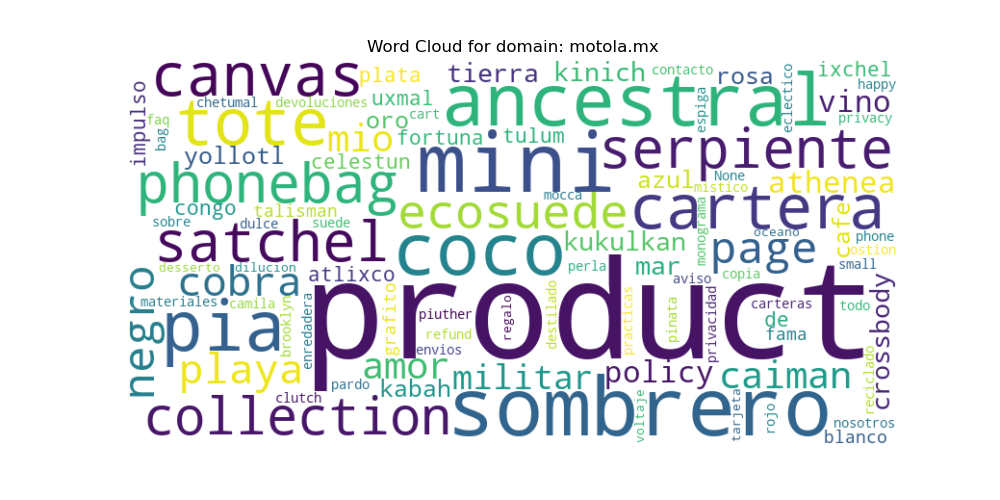 Word Cloud for domain: motola.mx
canvas plata tierra kinich contacto rosa ixchel
happy
impulso chetumal devoluciones uxmal ancestral espiga eclectico vino
faq bag tote oro cart privacy
mio fortuna tulum serpiente
yollotl celestun mini azul mistico None athenea
phonebag mocca cartera
congo talisman ecosuede monograma oceano cafe phone
sobre dulce suede satchel coco kukulkan page ostion
desserto dilucion atlixco perla mar aviso copia small
negro cobra product crossbody
materiales camila brooklyn enredadera grafito piuther regalo destilado practicas pinata privacidad carteras todo
pia refund de fama
envios reciclado
playa amor militar policy caiman
pardo kabah
clutch
collection sombrero voltaje tarjeta rojo nosotros
blanco